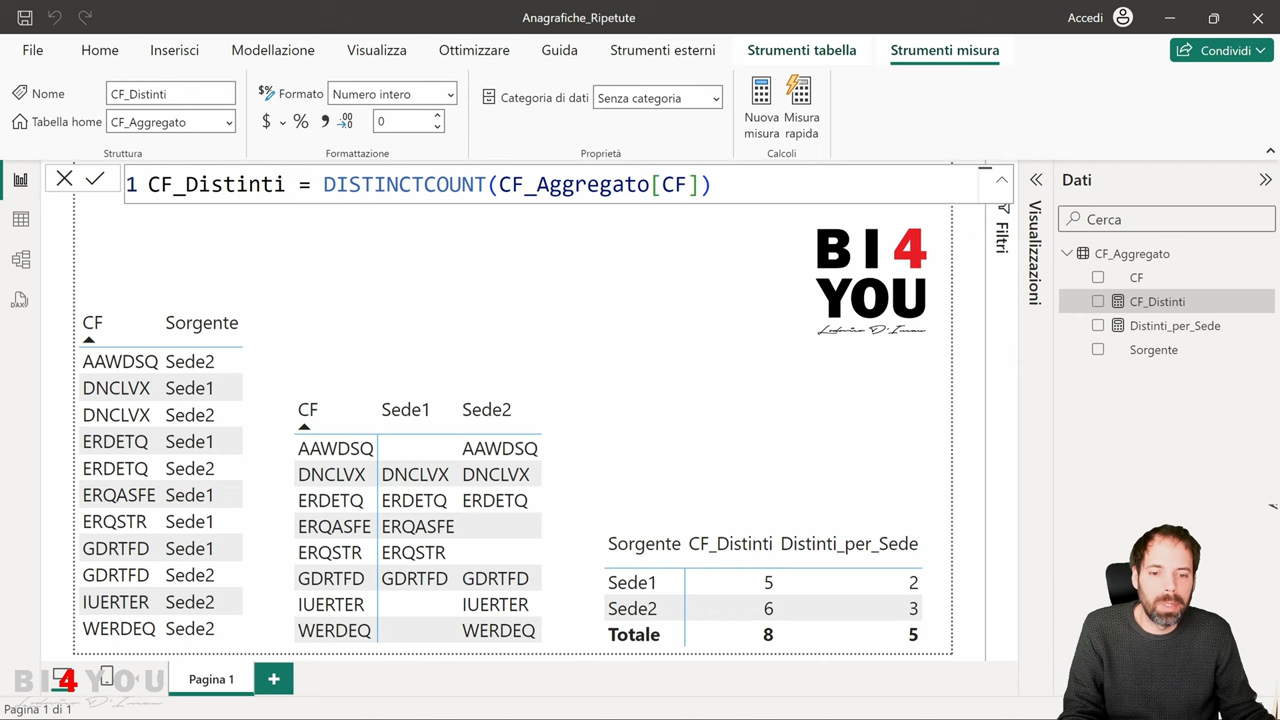 Anagrafiche_Ripetute
Accedi
File Home Inserisci Modellazione Visualizza Ottimizzare Guida Strumenti esterni Strumenti tabella Strumenti misura
Condividi
Nome CF_Distinti
Tabella home CF_Aggregato
Struttura
Formato Numero intero
$ % 0
Formattazione
Categoria di dati Senza categoria
Proprietà
Nuova misura
Misura rapida
Calcoli
1 CF_Distinti = DISTINCTCOUNT(CF_Aggregato[CF])
DAX
BI4
YOU
Lodovico D'Incau
CF Sorgente
AAWDSQ Sede2
DNCLVX Sede1
DNCLVX Sede2
ERDETQ Sede1
ERDETQ Sede2
ERQASFE Sede1
ERQSTR Sede1
GDRTFD Sede1
GDRTFD Sede2
IUERTER Sede2
WERDEQ Sede2
CF Sede1 Sede2
AAWDSQ AAWDSQ
DNCLVX DNCLVX DNCLVX
ERDETQ ERDETQ ERDETQ
ERQASFE ERQASFE
ERQSTR ERQSTR
GDRTFD GDRTFD GDRTFD
IUERTER IUERTER
WERDEQ WERDEQ
Sorgente CF_Distinti Distinti_per_Sede
Sede1 5 2
Sede2 6 3
Totale 8 5
Filtri
Visualizzazioni
Dati
Cerca
CF_Aggregato
CF
CF_Distinti
Distinti_per_Sede
Sorgente
BI4YOU
Pagina 1
Pagina 1 di 1